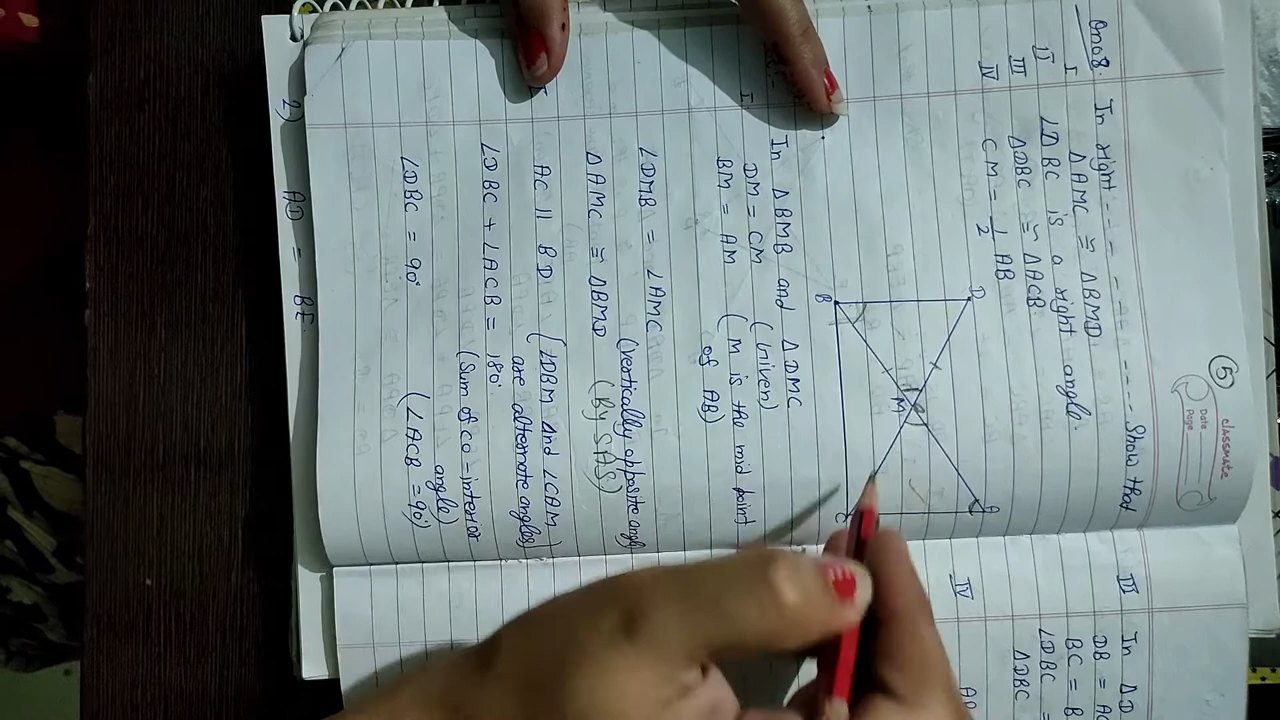 classmate
Date
Page
5
Qno8. In right ---- ---- Show that
I ΔAMC ≅ ΔBMD
II ∠DBC is a right angle.
III ΔDBC ≅ ΔACB
IV CM = 1/2 AB
D
A
M
B
C
In ΔBMB and ΔDMC
I DM = CM (Given)
BM = AM (M is the mid point of AB)
∠DMB = ∠AMC (vertically opposite angle
ΔAMC ≅ ΔBMD (By SAS)
AC || BD (∠DBM and ∠CAM)
are alternate angles)
∠DBC + ∠ACB = 180°
(Sum of co-interior
angle)
∠DBC = 90° (∠ACB = 90°)
2) AD = BE
III In ΔD
DB = AC
BC = B
∠DBC =
ΔDBC
IV